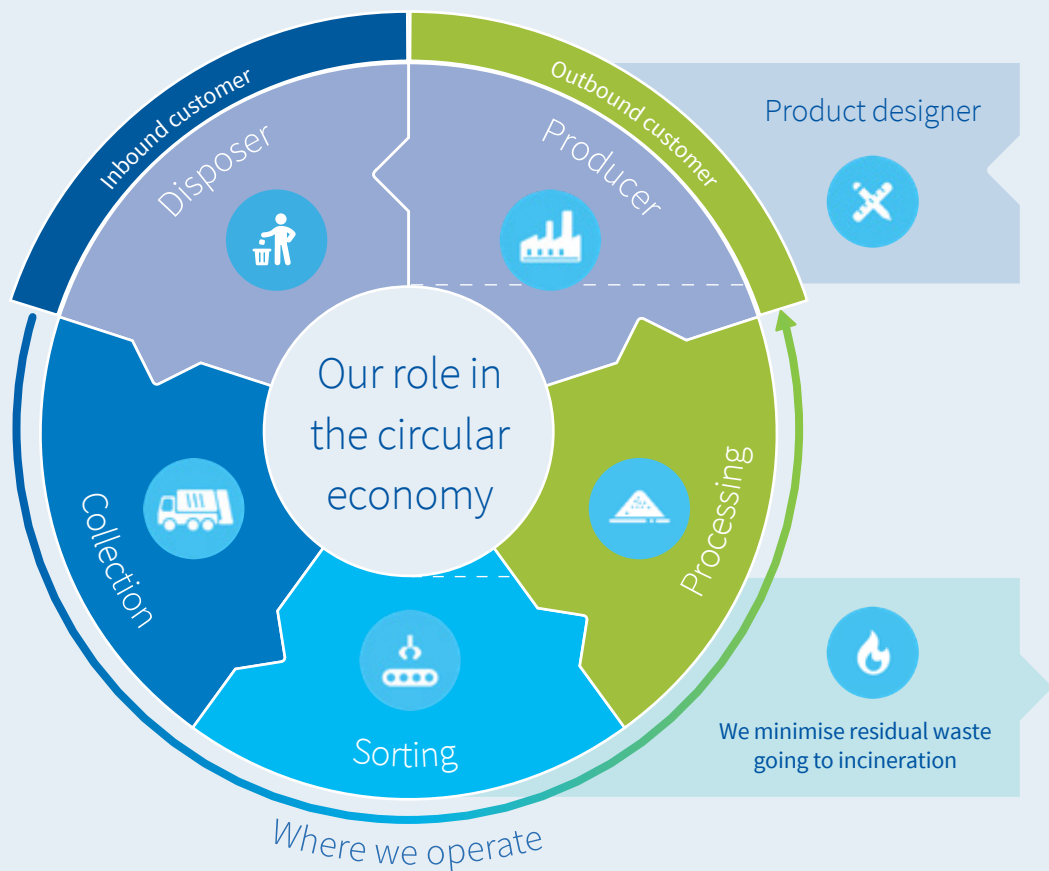 Inbound customer
Outbound customer
Disposer
Producer
Product designer
Our role in
the circular
economy
Collection
Processing
Sorting
We minimise residual waste
going to incineration
Where we operate